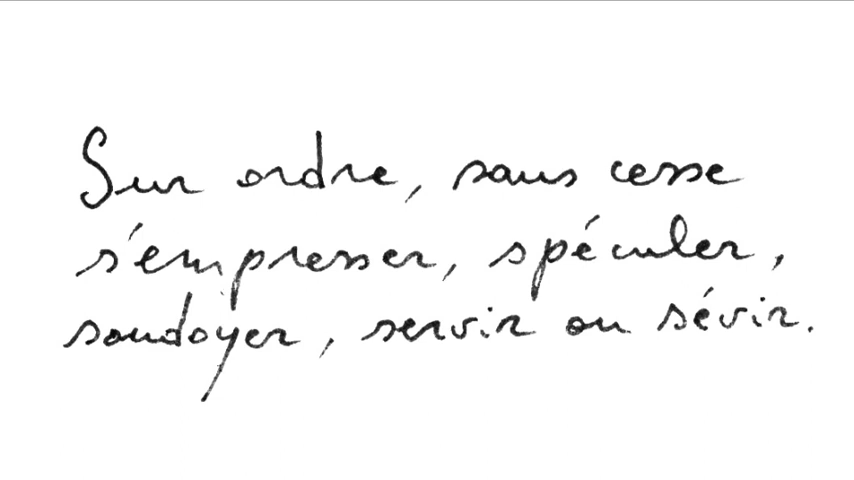 Sur ordre, sans cesse
s'empresser, spéculer,
soudoyer, servir ou sévir.